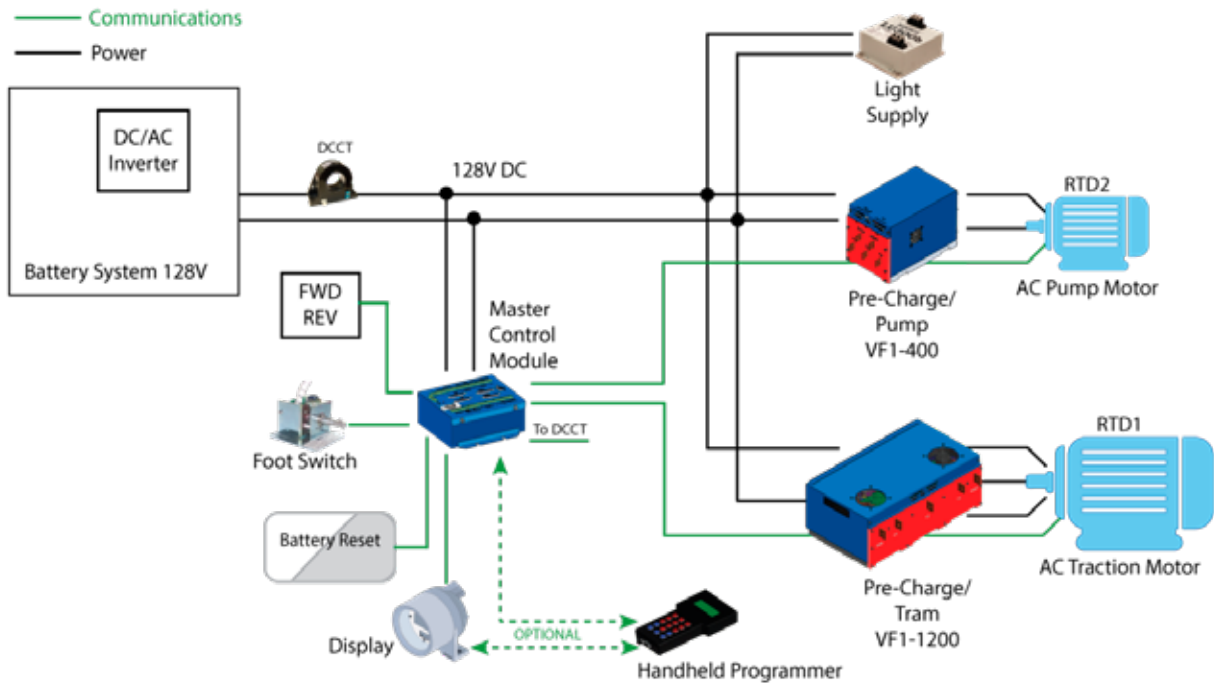 Communications
Power
DC/AC
Inverter
Battery System 128V
DCCT
128V DC
Light
Supply
RTD2
AC Pump Motor
Pre-Charge/
Pump
VF1-400
FWD
REV
Master
Control
Module
Foot Switch
To DCCT
Battery Reset
Display
OPTIONAL
Handheld Programmer
RTD1
AC Traction Motor
Pre-Charge/
Tram
VF1-1200